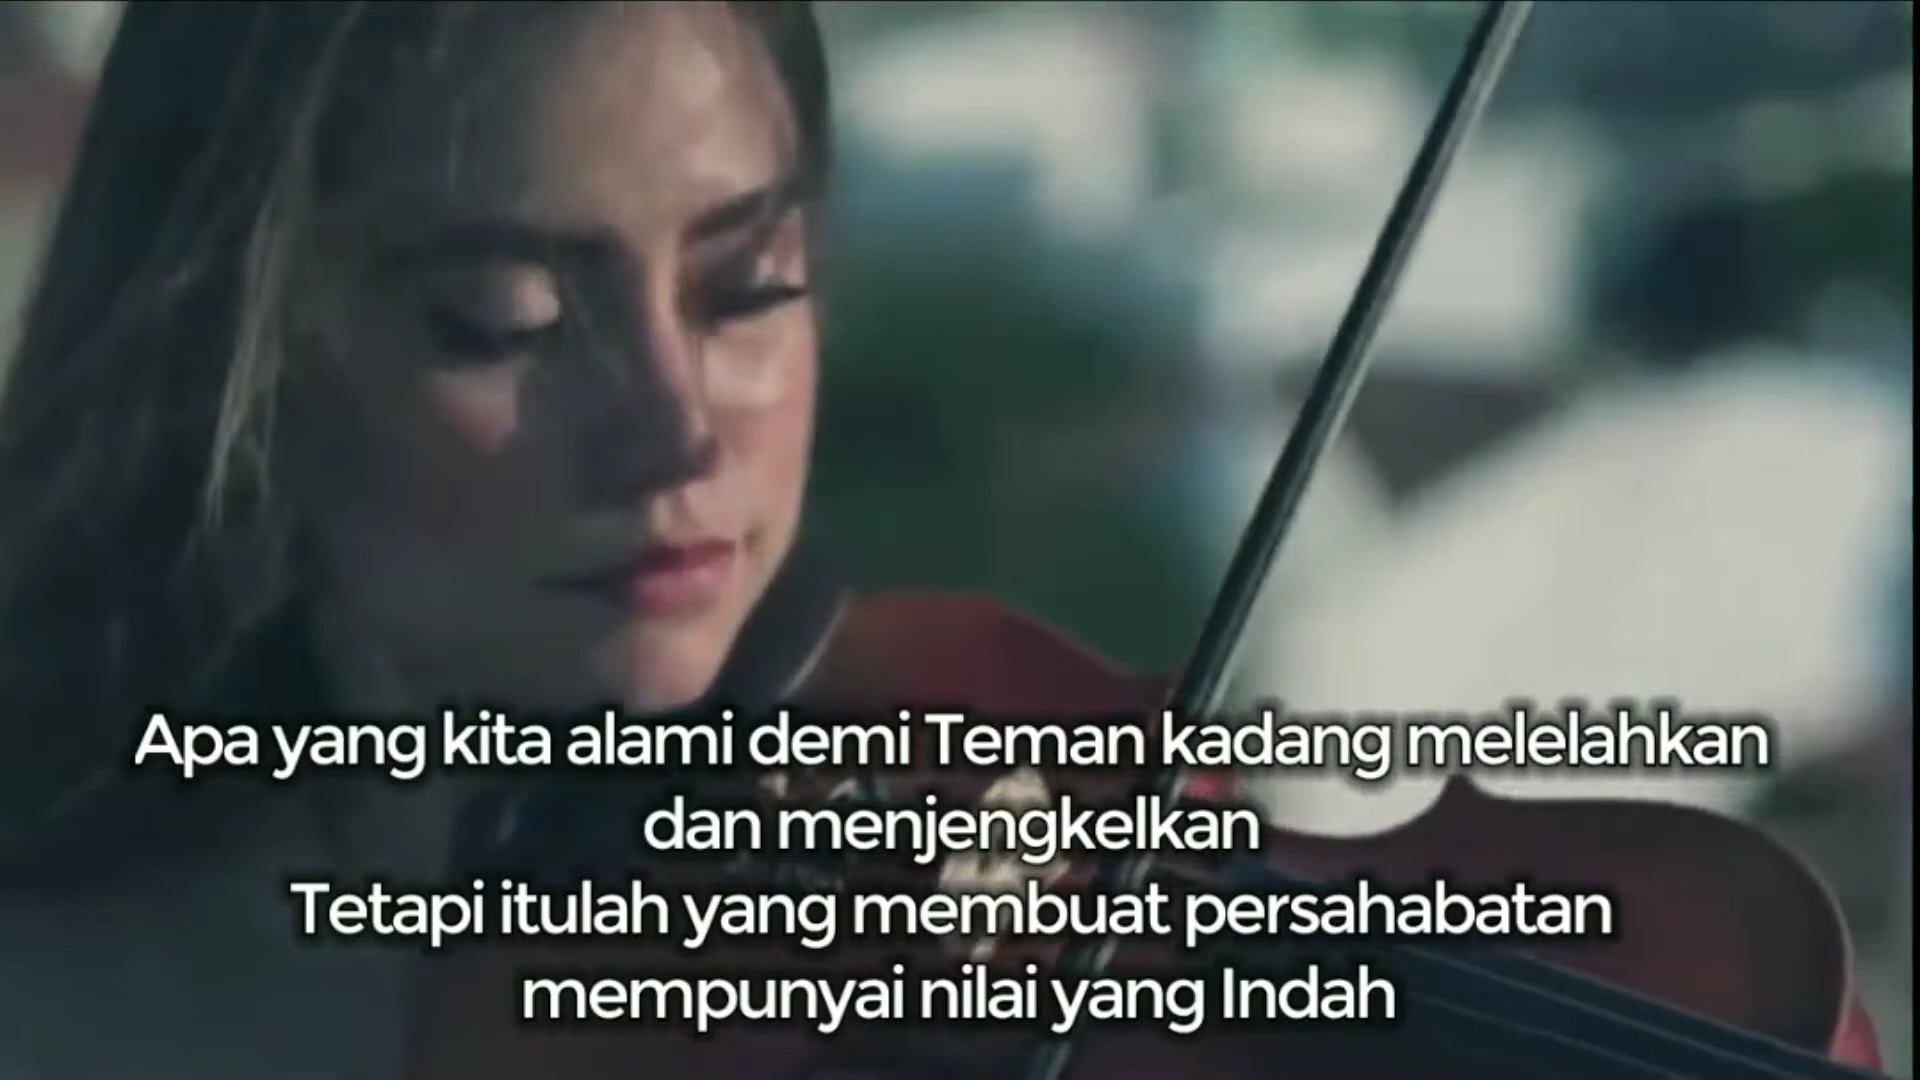 Apa yang kita alami demi Teman kadang melelahkan
dan menjengkelkan
Tetapi itulah yang membuat persahabatan
mempunyai nilai yang Indah